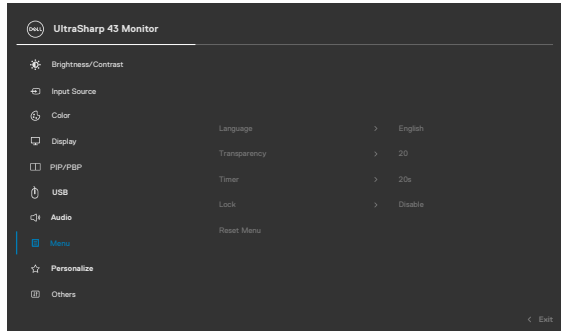 DELL UltraSharp 43 Monitor
Brightness/Contrast
Input Source
Color
Language > English
Display
Transparency > 20
PIP/PBP
Timer > 20s
USB
Lock > Disable
Audio
Reset Menu
Menu
Personalize
Others
< Exit